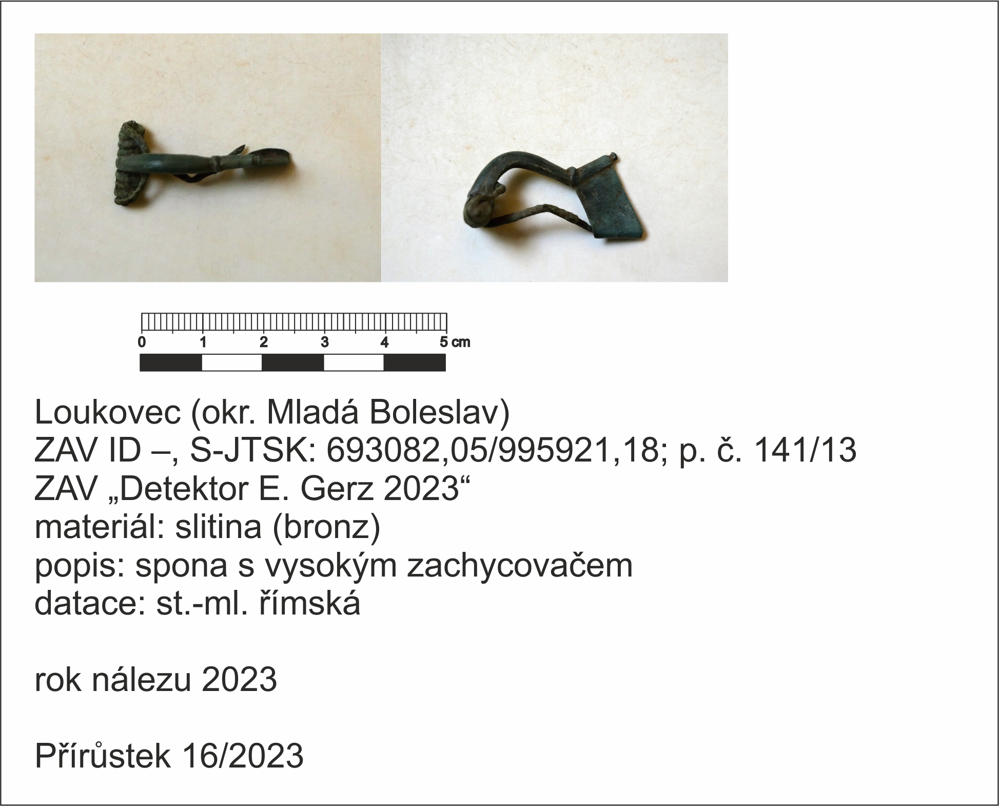 0 1 2 3 4 5 cm
Loukovec (okr. Mladá Boleslav)
ZAV ID –, S-JTSK: 693082,05/995921,18; p. č. 141/13
ZAV „Detektor E. Gerz 2023“
materiál: slitina (bronz)
popis: spona s vysokým zachycovačem
datace: st.-ml. římská
rok nálezu 2023
Přírůstek 16/2023